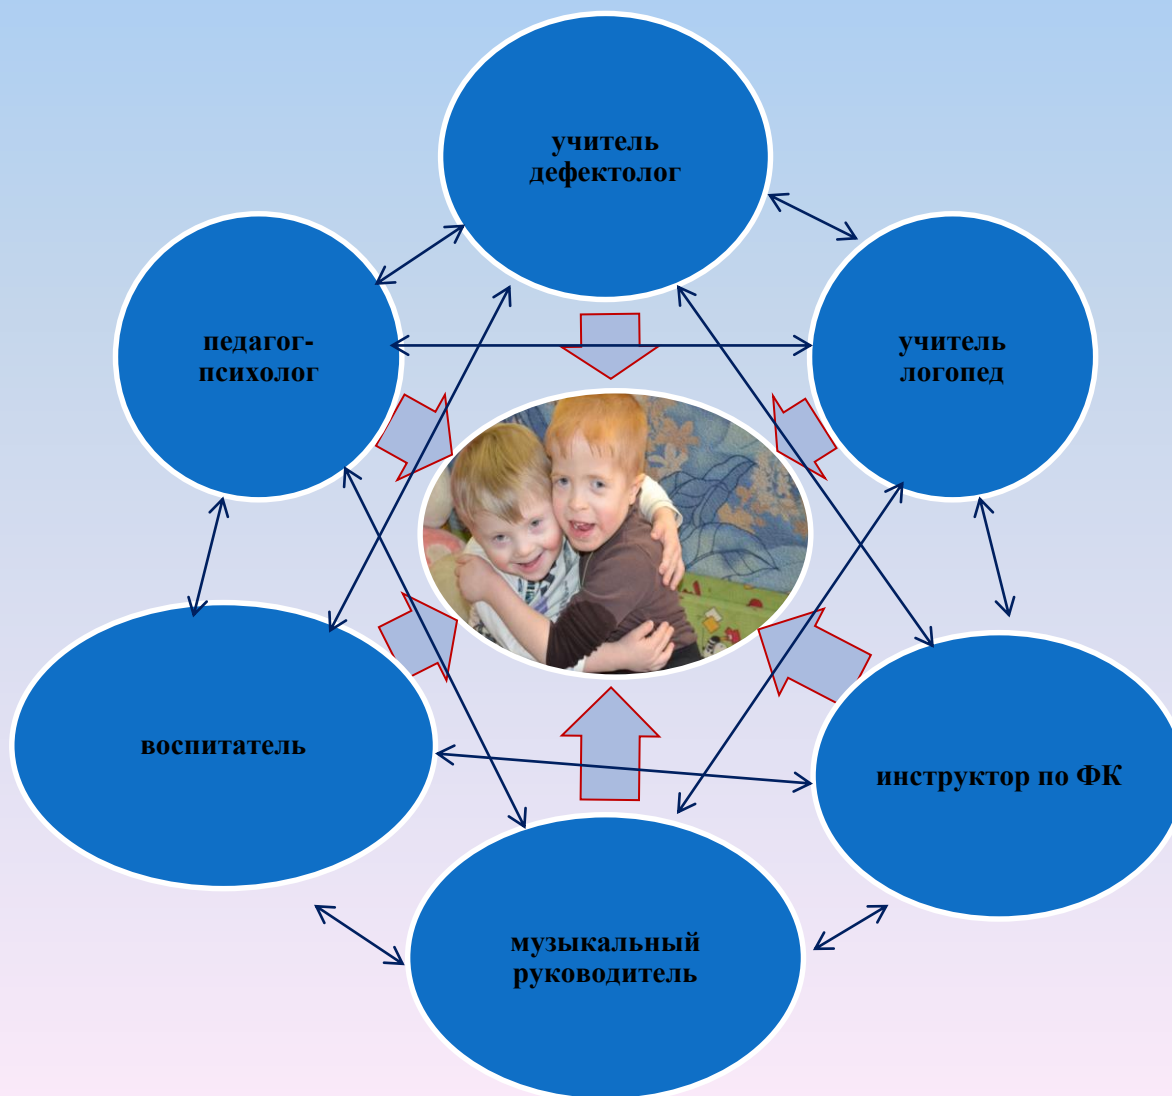 учитель
дефектолог
педагог-
психолог
учитель
логопед
воспитатель
инструктор по ФК
музыкальный
руководитель